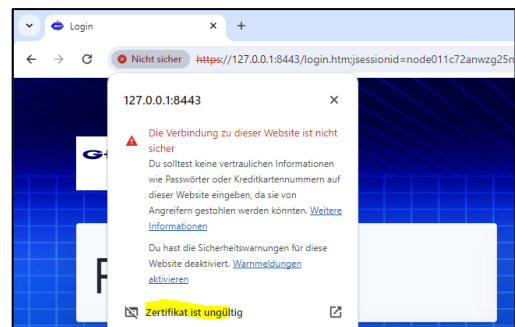 Login
Nicht sicher https://127.0.0.1:8443/login.htm;jsessionid=node011c72anwzg25n
127.0.0.1:8443
Die Verbindung zu dieser Website ist nicht
sicher
Du solltest keine vertraulichen Informationen
wie Passwörter oder Kreditkartennummern auf
dieser Website eingeben, da sie von
Angreifern gestohlen werden könnten. Weitere
Informationen
Du hast die Sicherheitswarnungen für diese
Website deaktiviert. Warnmeldungen
aktivieren
Zertifikat ist ungültig